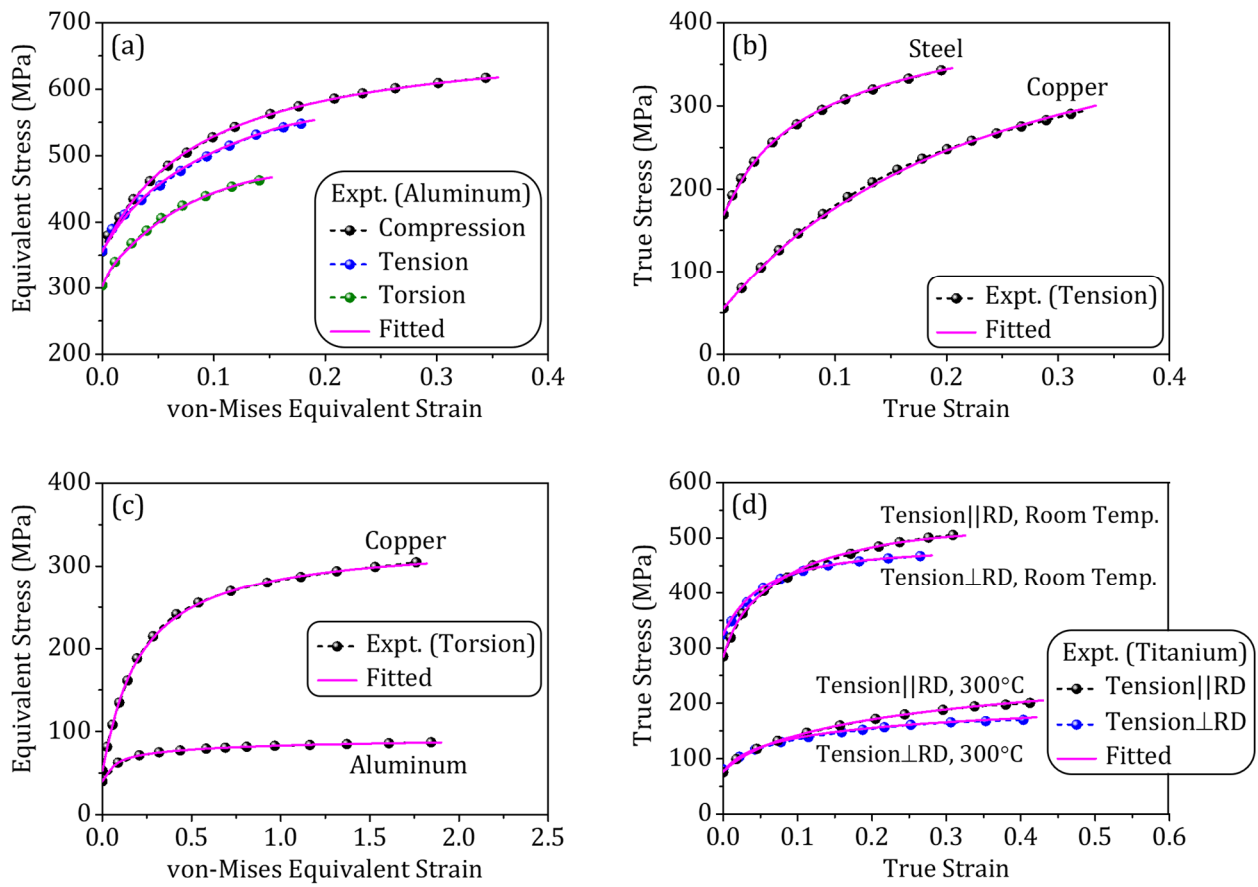 (a)
Equivalent Stress (MPa)
700
600
500
400
300
200
Expt. (Aluminum)
Compression
Tension
Torsion
Fitted
0.0 0.1 0.2 0.3 0.4
von-Mises Equivalent Strain
(b)
True Stress (MPa)
400
300
200
100
0
Steel
Copper
Expt. (Tension)
Fitted
0.0 0.1 0.2 0.3 0.4
True Strain
(c)
Equivalent Stress (MPa)
400
300
200
100
0
Copper
Expt. (Torsion)
Fitted
Aluminum
0.0 0.5 1.0 1.5 2.0 2.5
von-Mises Equivalent Strain
(d)
True Stress (MPa)
600
500
400
300
200
100
0
Tension||RD, Room Temp.
Tension⊥RD, Room Temp.
Tension||RD, 300°C
Tension⊥RD, 300°C
Expt. (Titanium)
Tension||RD
Tension⊥RD
Fitted
0.0 0.1 0.2 0.3 0.4 0.5 0.6
True Strain